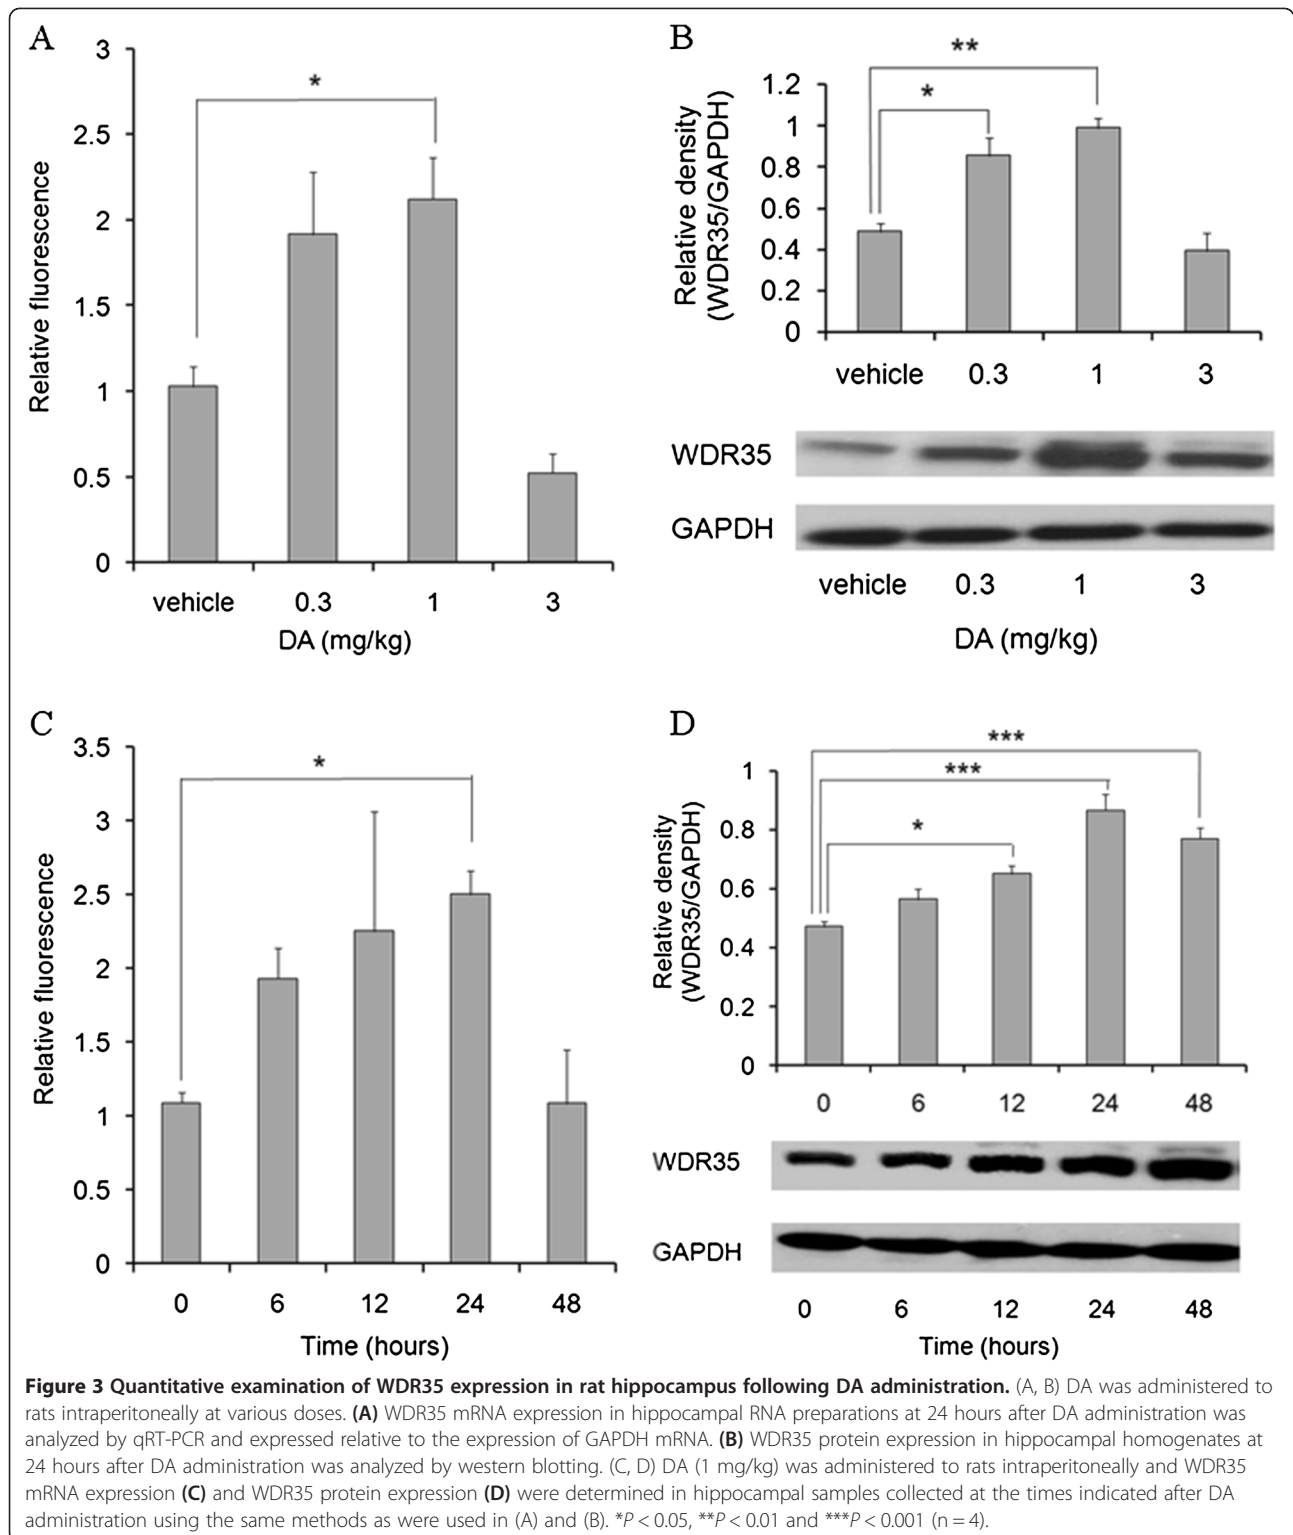 A
3
2.5
2
1.5
1
0.5
0
Relative fluorescence
*
vehicle 0.3 1 3
DA (mg/kg)
B
1.2
1
0.8
0.6
0.4
0.2
0
Relative density
(WDR35/GAPDH)
**
*
vehicle 0.3 1 3
WDR35
GAPDH
vehicle 0.3 1 3
DA (mg/kg)
C
3.5
3
2.5
2
1.5
1
0.5
0
Relative fluorescence
*
0 6 12 24 48
Time (hours)
D
1
0.8
0.6
0.4
0.2
0
Relative density
(WDR35/GAPDH)
***
***
*
0 6 12 24 48
WDR35
GAPDH
0 6 12 24 48
Time (hours)
Figure 3 Quantitative examination of WDR35 expression in rat hippocampus following DA administration. (A, B) DA was administered to
rats intraperitoneally at various doses. (A) WDR35 mRNA expression in hippocampal RNA preparations at 24 hours after DA administration was
analyzed by qRT-PCR and expressed relative to the expression of GAPDH mRNA. (B) WDR35 protein expression in hippocampal homogenates at
24 hours after DA administration was analyzed by western blotting. (C, D) DA (1 mg/kg) was administered to rats intraperitoneally and WDR35
mRNA expression (C) and WDR35 protein expression (D) were determined in hippocampal samples collected at the times indicated after DA
administration using the same methods as were used in (A) and (B). *P < 0.05, **P < 0.01 and ***P < 0.001 (n = 4).